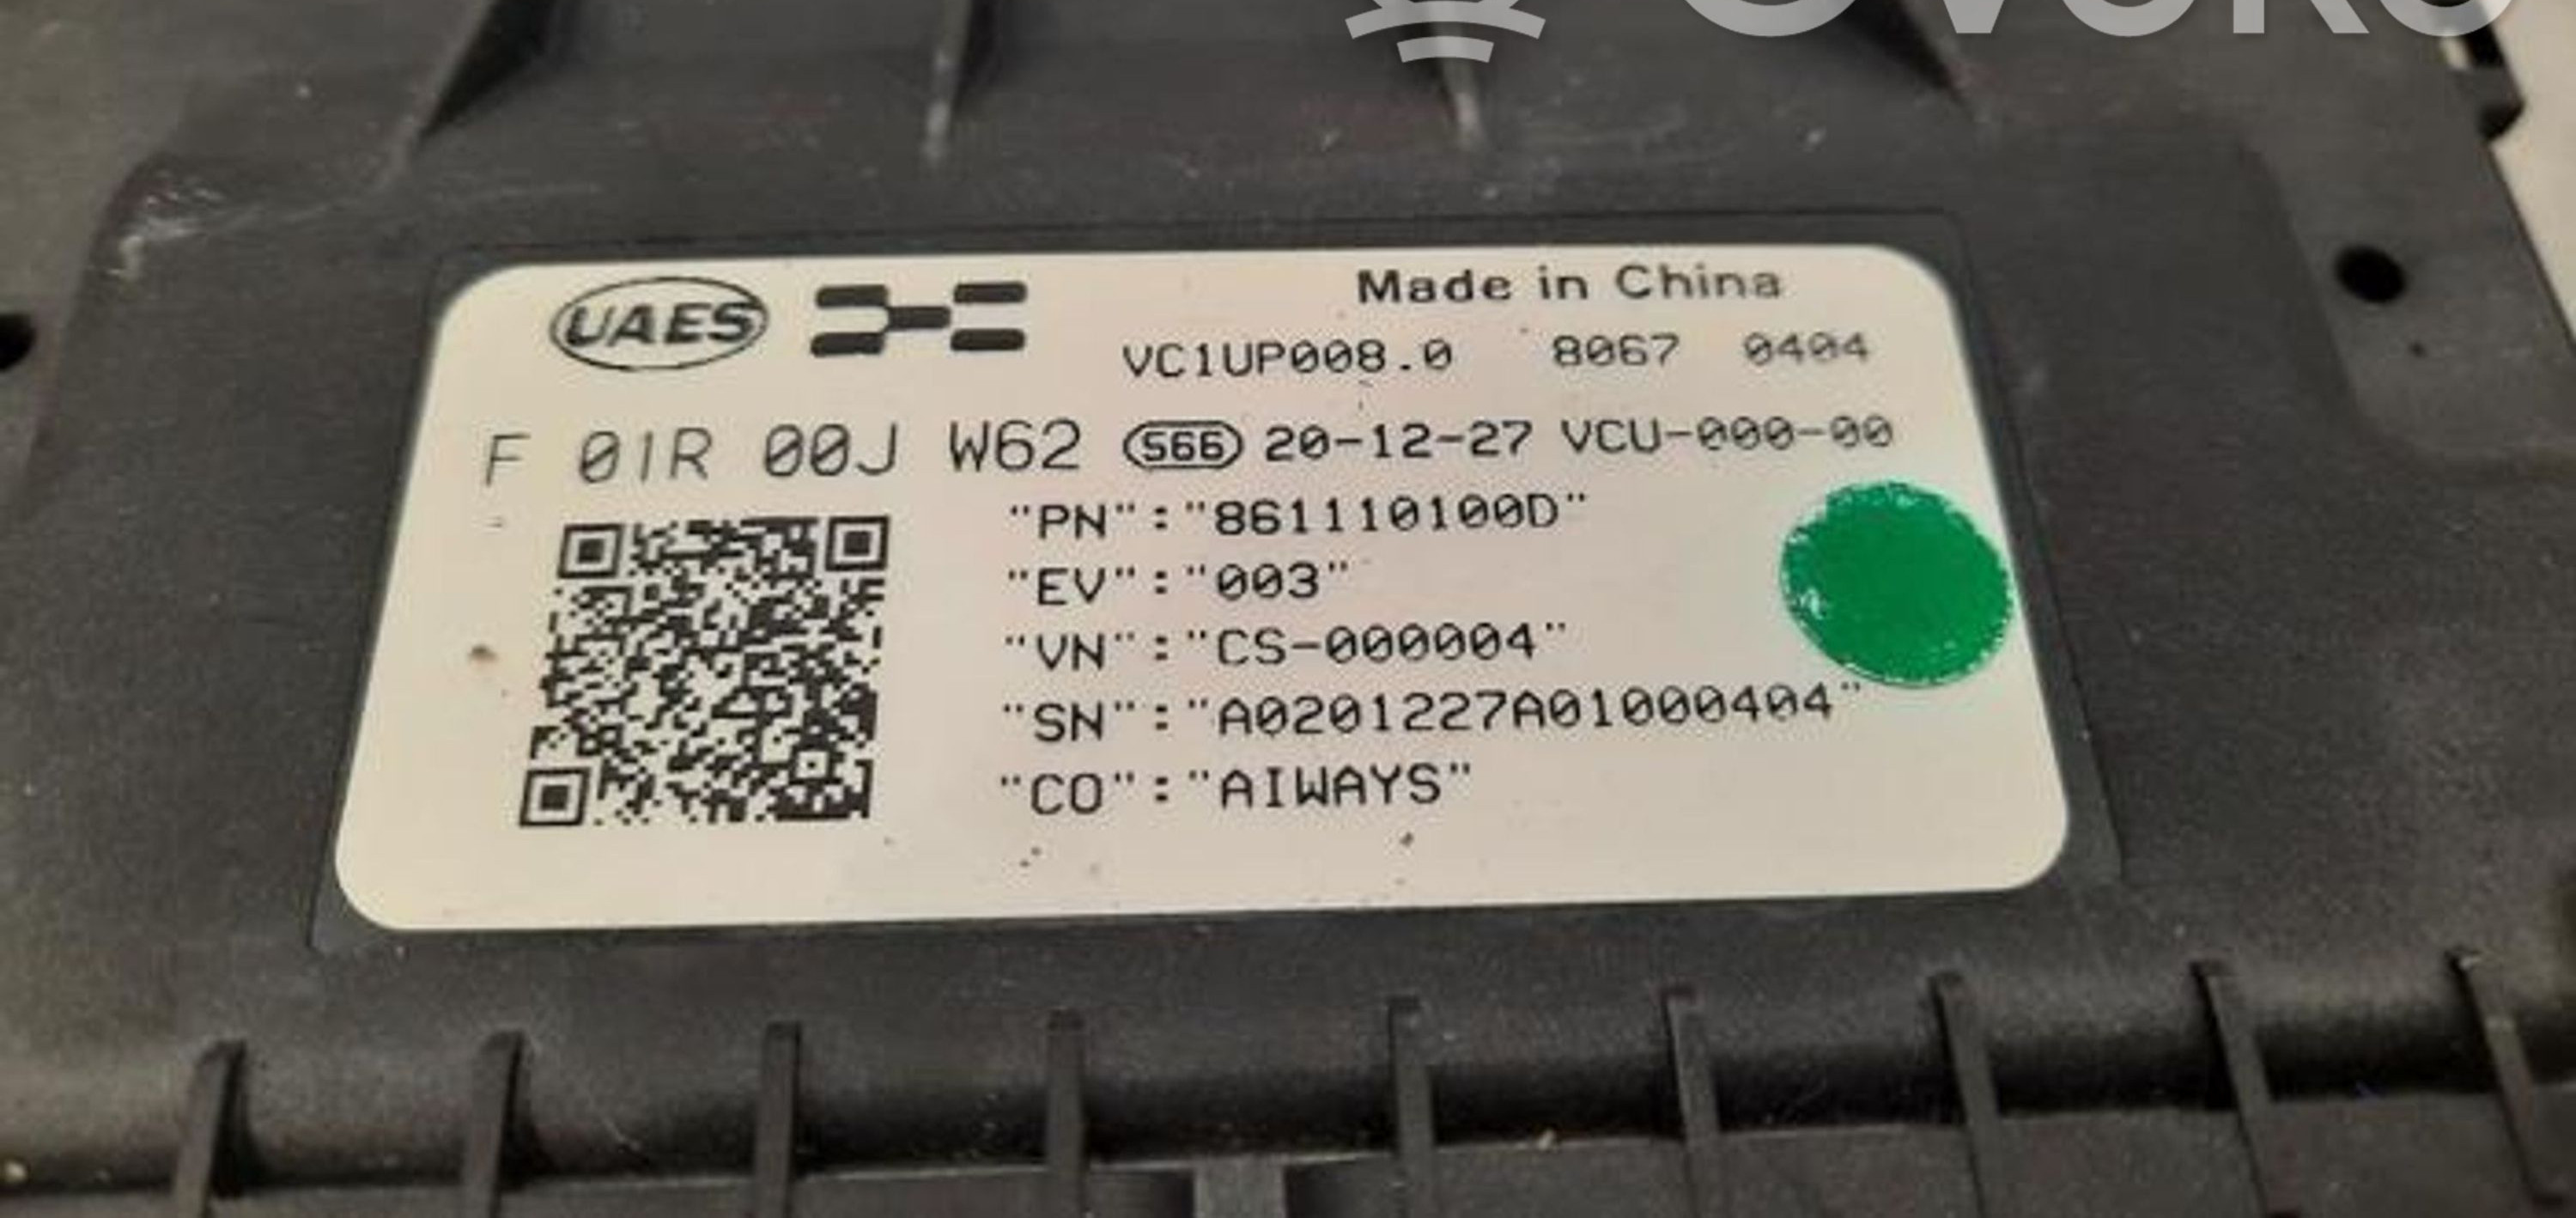 UAES
Made in China
VC1UP008.0 8067 0404
F 01R 00J W62 566 20-12-27 VCU-000-00
"PN":"861110100D"
"EV":"003"
"VN":"CS-000004"
"SN":"A0201227A01000404"
"CO":"AIWAYS"